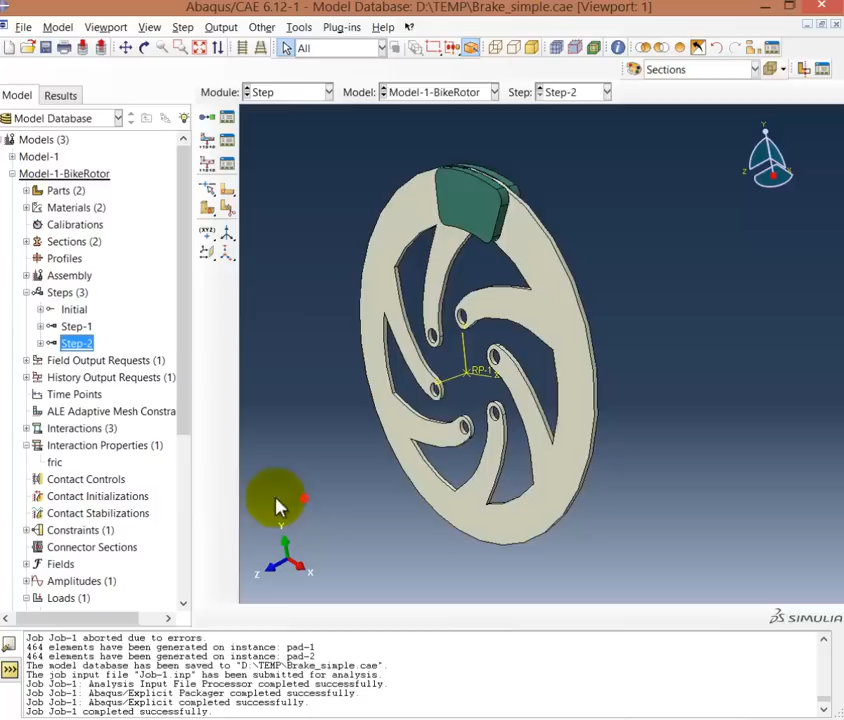 Abaqus/CAE 6.12-1 - Model Database: D:\TEMP\Brake_simple.cae [Viewport: 1]
File Model Viewport View Step Output Other Tools Plug-ins Help
All
Sections
Model Results Module: Step Model: Model-1-BikeRotor Step: Step-2
Model Database
Models (3)
Model-1
Model-1-BikeRotor
Parts (2)
Materials (2)
Calibrations
Sections (2)
Profiles
Assembly
Steps (3)
Initial
Step-1
Step-2
Field Output Requests (1)
History Output Requests (1)
Time Points
ALE Adaptive Mesh Constra
Interactions (3)
Interaction Properties (1)
fric
Contact Controls
Contact Initializations
Contact Stabilizations
Constraints (1)
Connector Sections
Fields
Amplitudes (1)
Loads (1)
Y
Z X
RP-1
Y
Z X
SIMULIA
Job Job-1 aborted due to errors.
464 elements have been generated on instance: pad-1
464 elements have been generated on instance: pad-2
The model database has been saved to "D:\TEMP\Brake_simple.cae".
The job input file "Job-1.inp" has been submitted for analysis.
Job Job-1: Analysis Input File Processor completed successfully.
Job Job-1: Abaqus/Explicit Packager completed successfully.
Job Job-1: Abaqus/Explicit completed successfully.
Job Job-1 completed successfully.